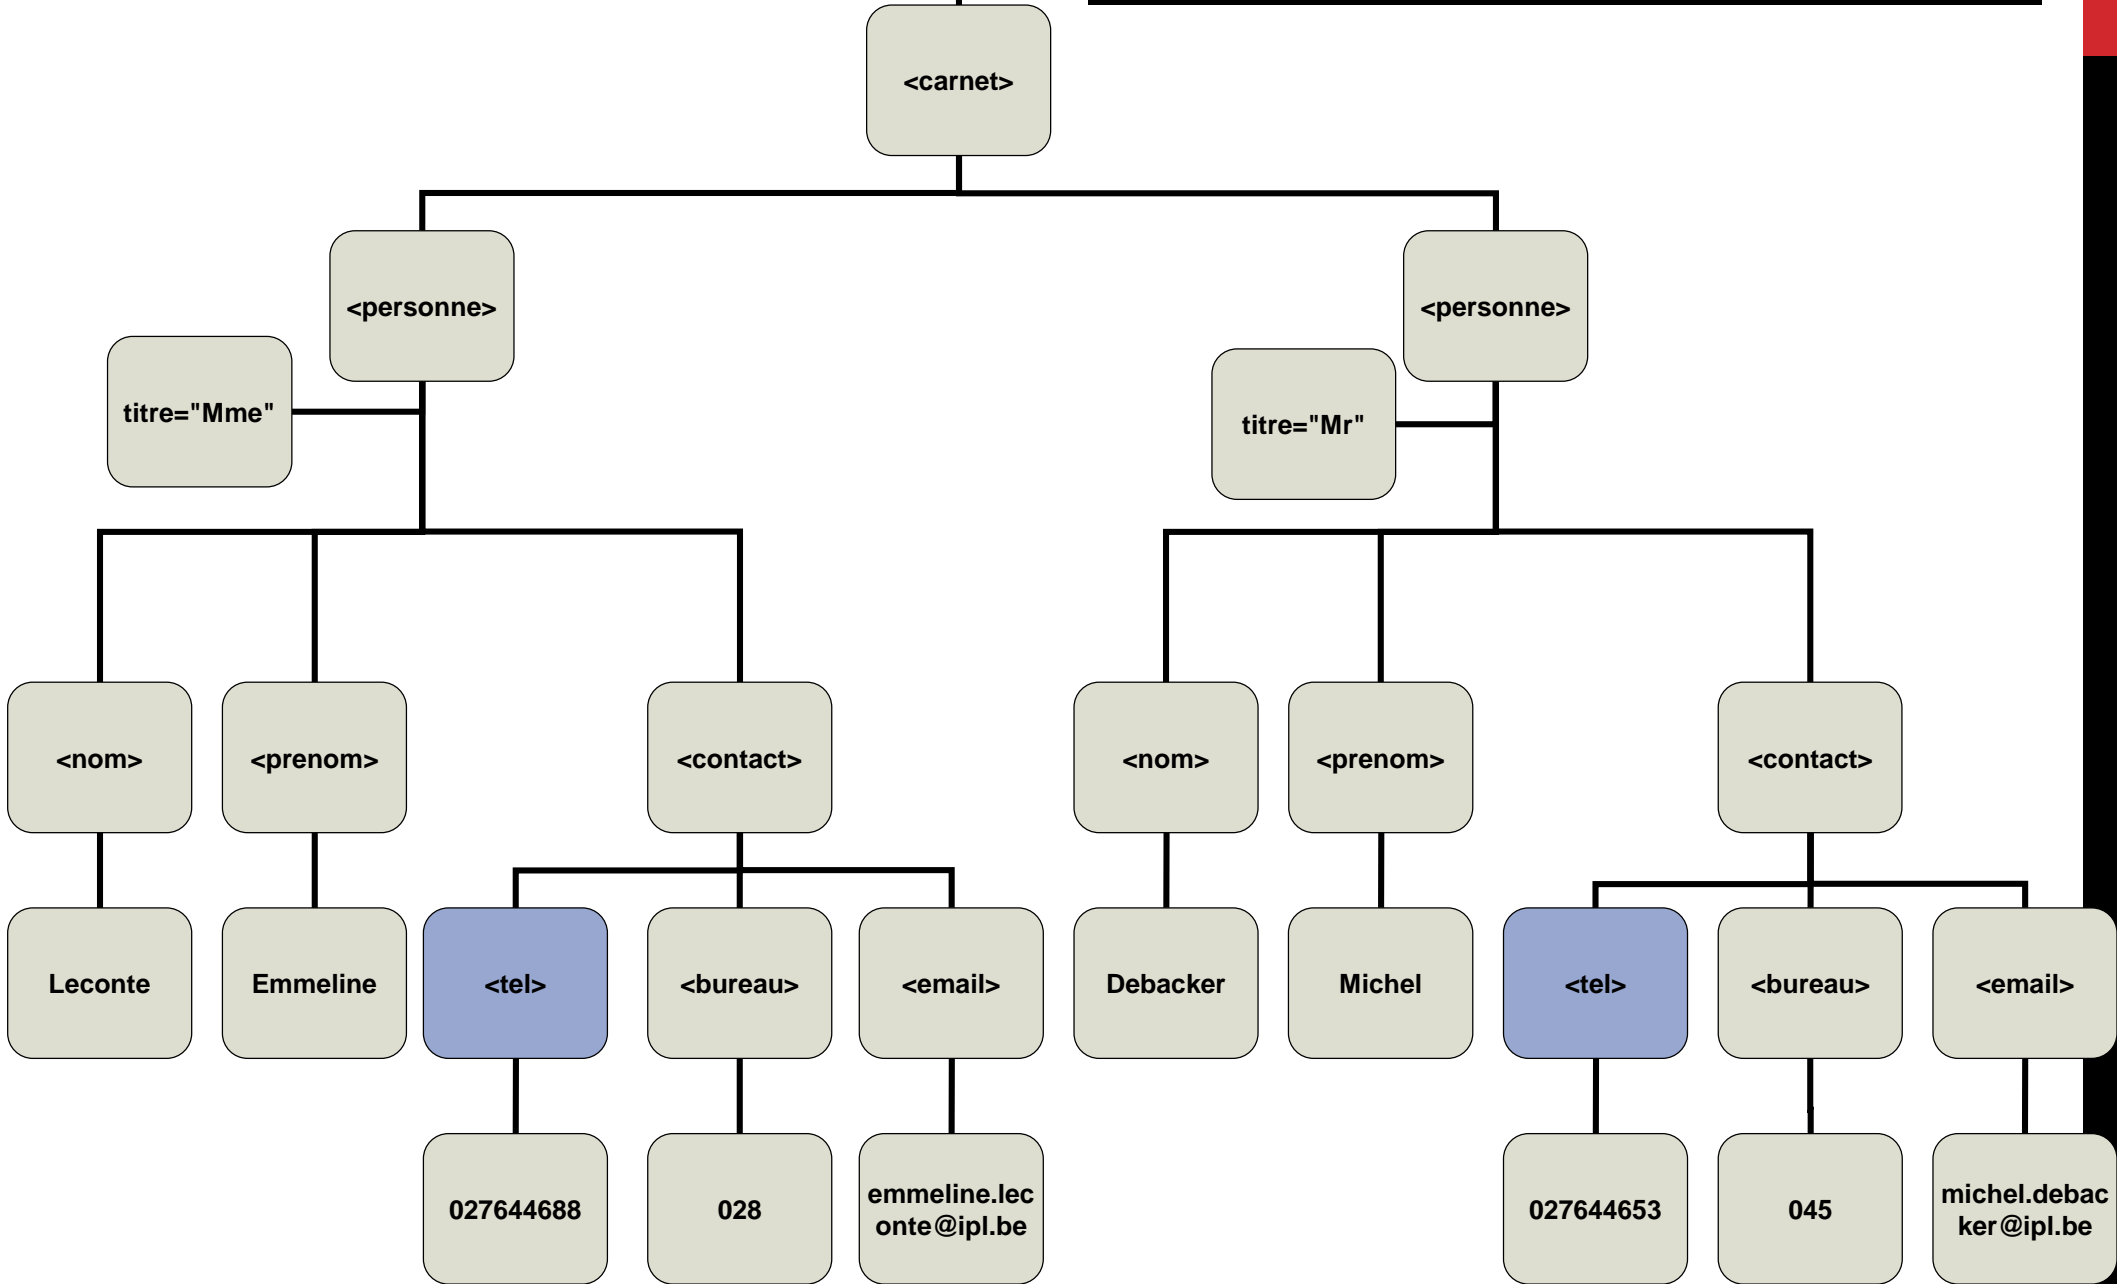 <carnet>
<personne>
<personne>
titre="Mme"
titre="Mr"
<nom>
<prenom>
<contact>
<nom>
<prenom>
<contact>
Leconte
Emmeline
<tel>
<bureau>
<email>
Debacker
Michel
<tel>
<bureau>
<email>
027644688
028
emmeline.lec
onte@ipl.be
027644653
045
michel.debac
ker@ipl.be